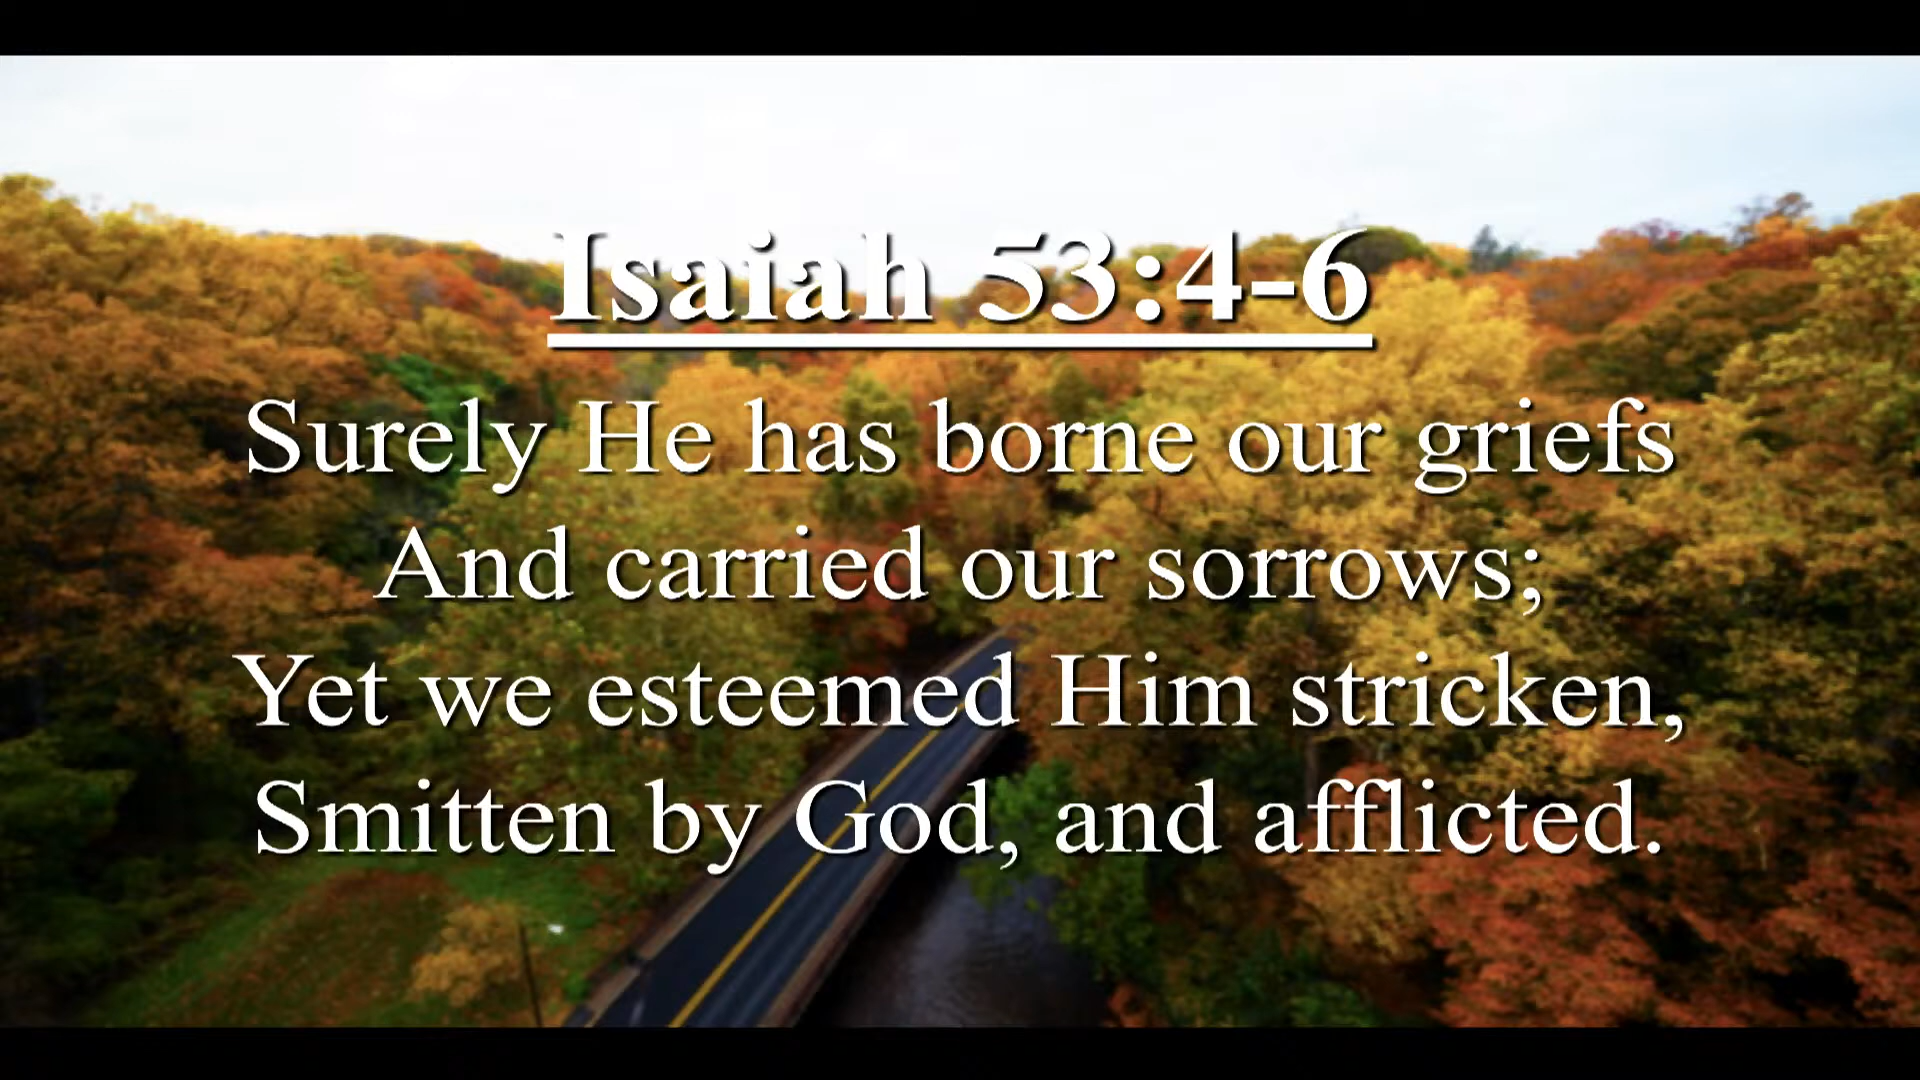 Isaiah 53:4-6
Surely He has borne our griefs
And carried our sorrows;
Yet we esteemed Him stricken,
Smitten by God, and afflicted.